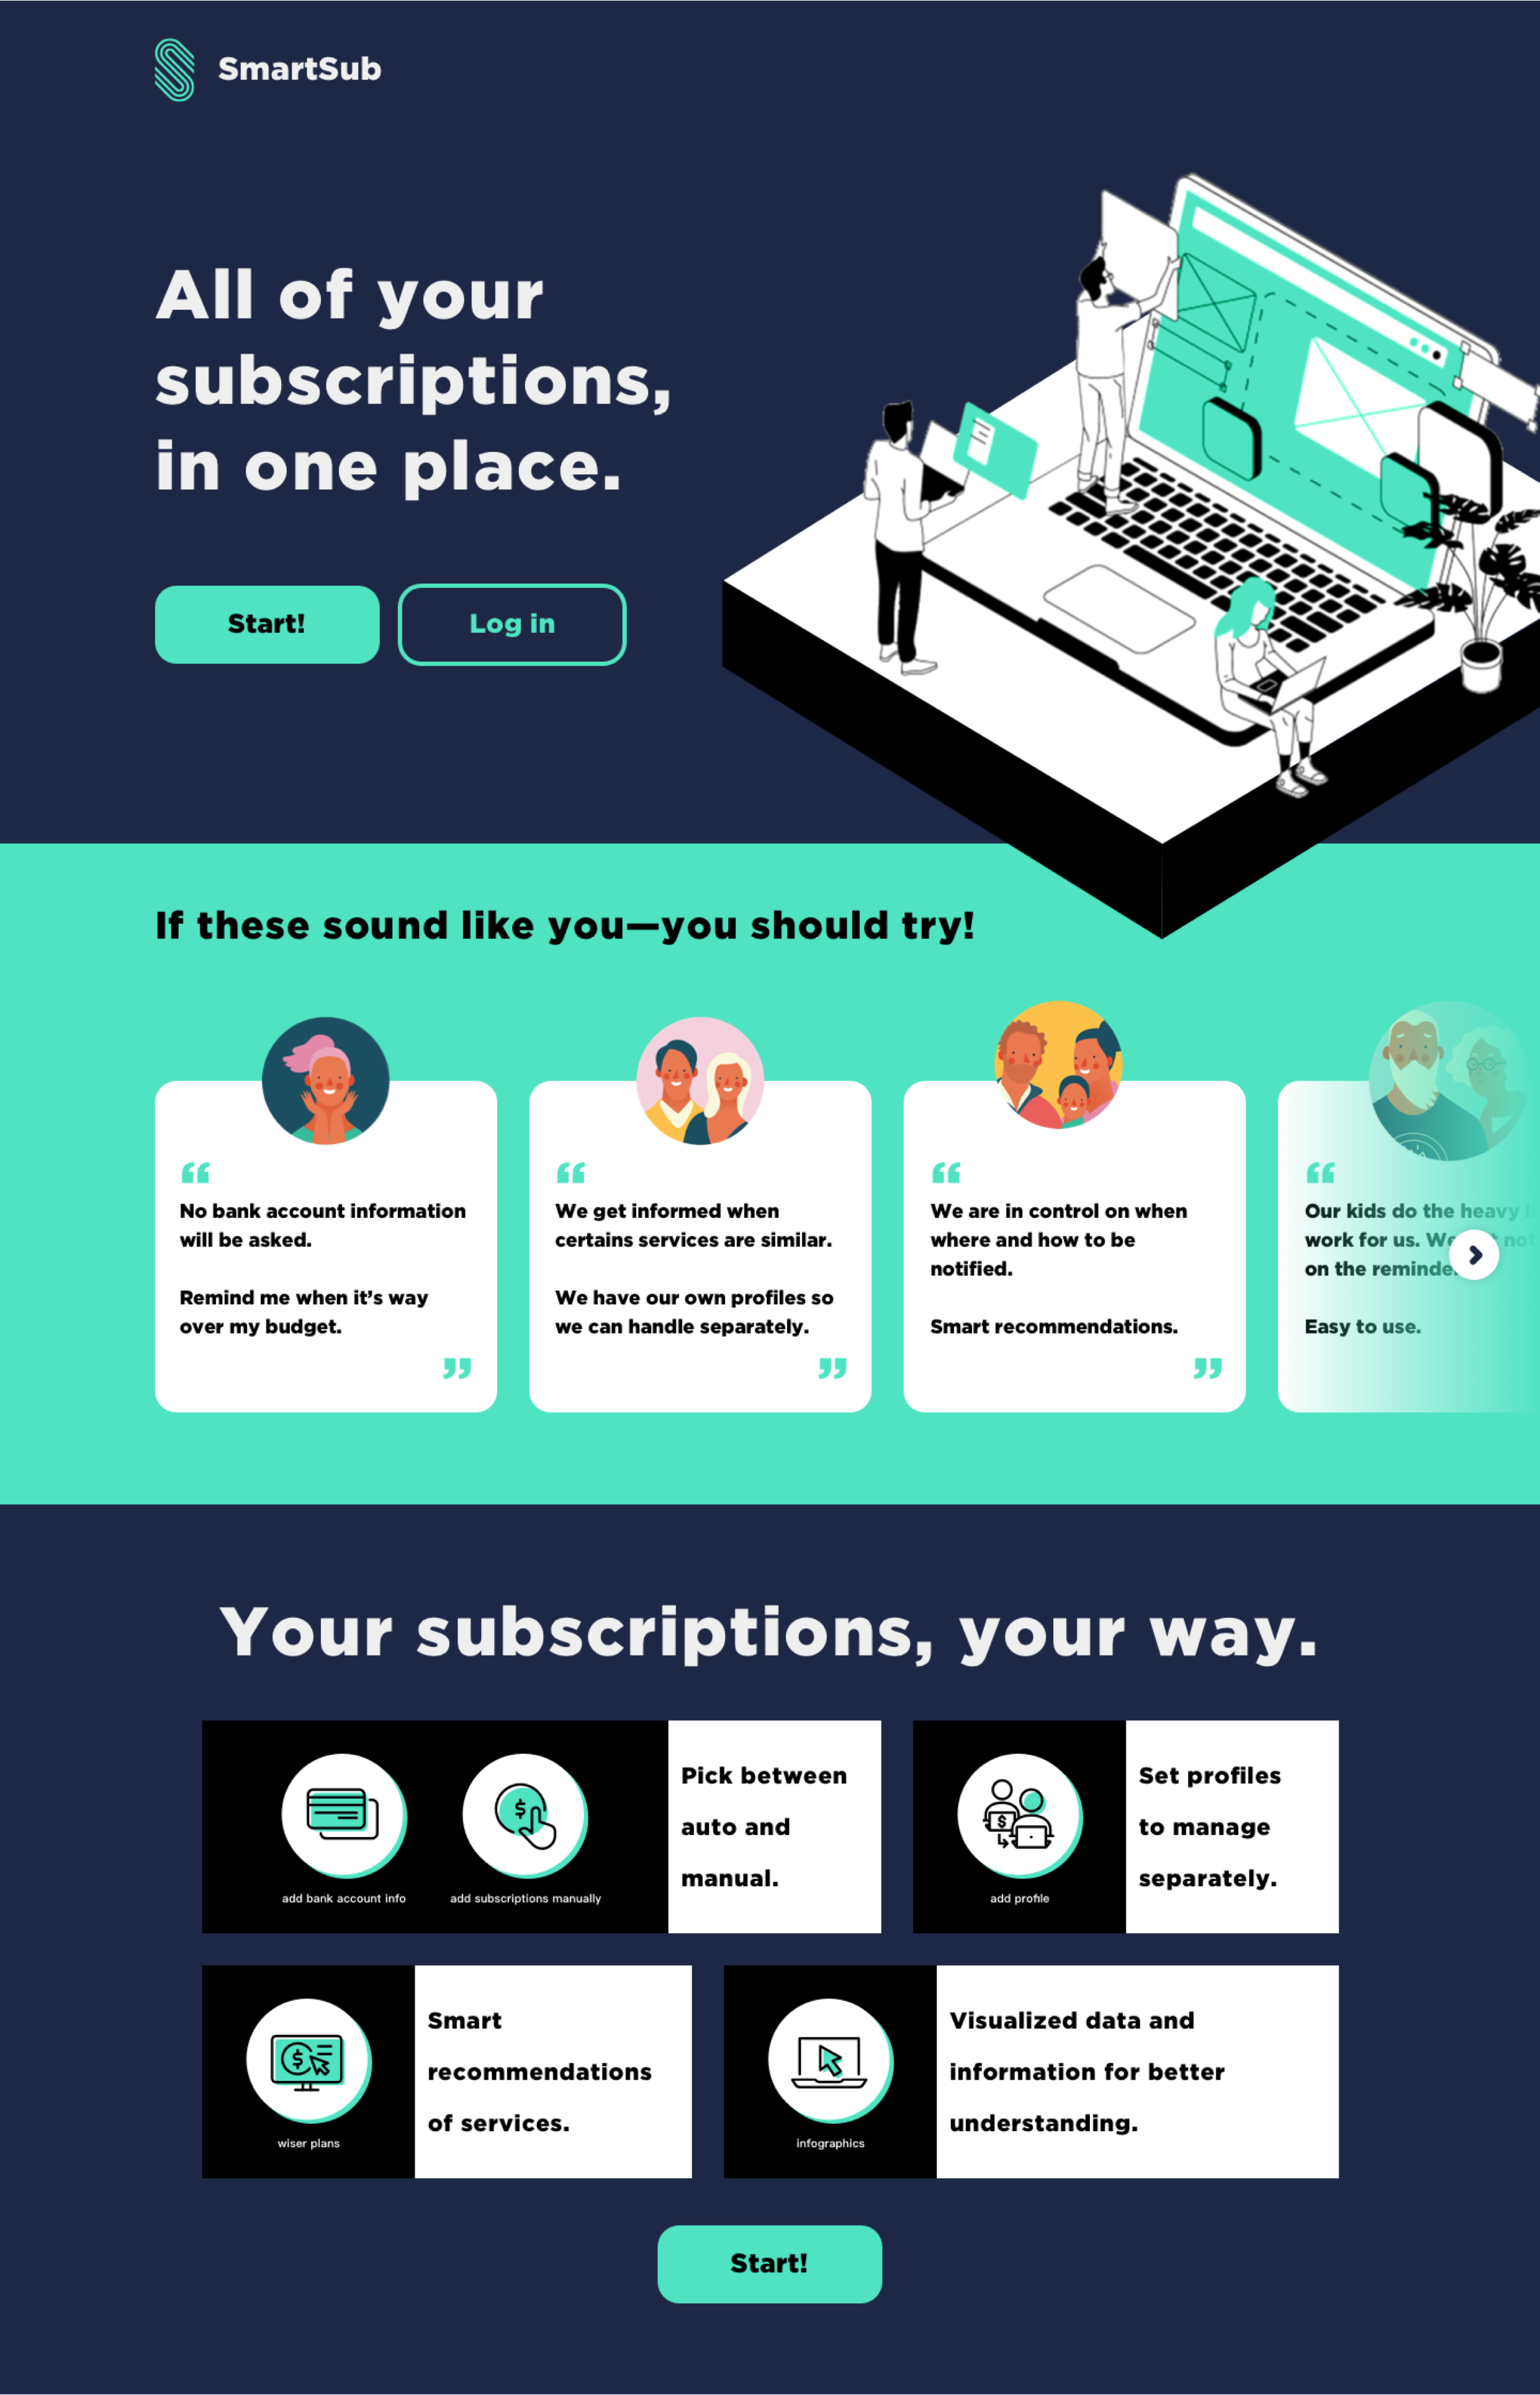 SmartSub
All of your
subscriptions,
in one place.
Start!
Log in
If these sound like you—you should try!
“
No bank account information
will be asked.
Remind me when it’s way
over my budget.
”
“
We get informed when
certains services are similar.
We have our own profiles so
we can handle separately.
”
“
We are in control on when
where and how to be
notified.
Smart recommendations.
”
“
Our kids do the heavy
work for us.
on the
Easy to use.
Your subscriptions, your way.
add bank account info
add subscriptions manually
Pick between
auto and
manual.
add profile
Set profiles
to manage
separately.
wiser plans
Smart
recommendations
of services.
infographics
Visualized data and
information for better
understanding.
Start!